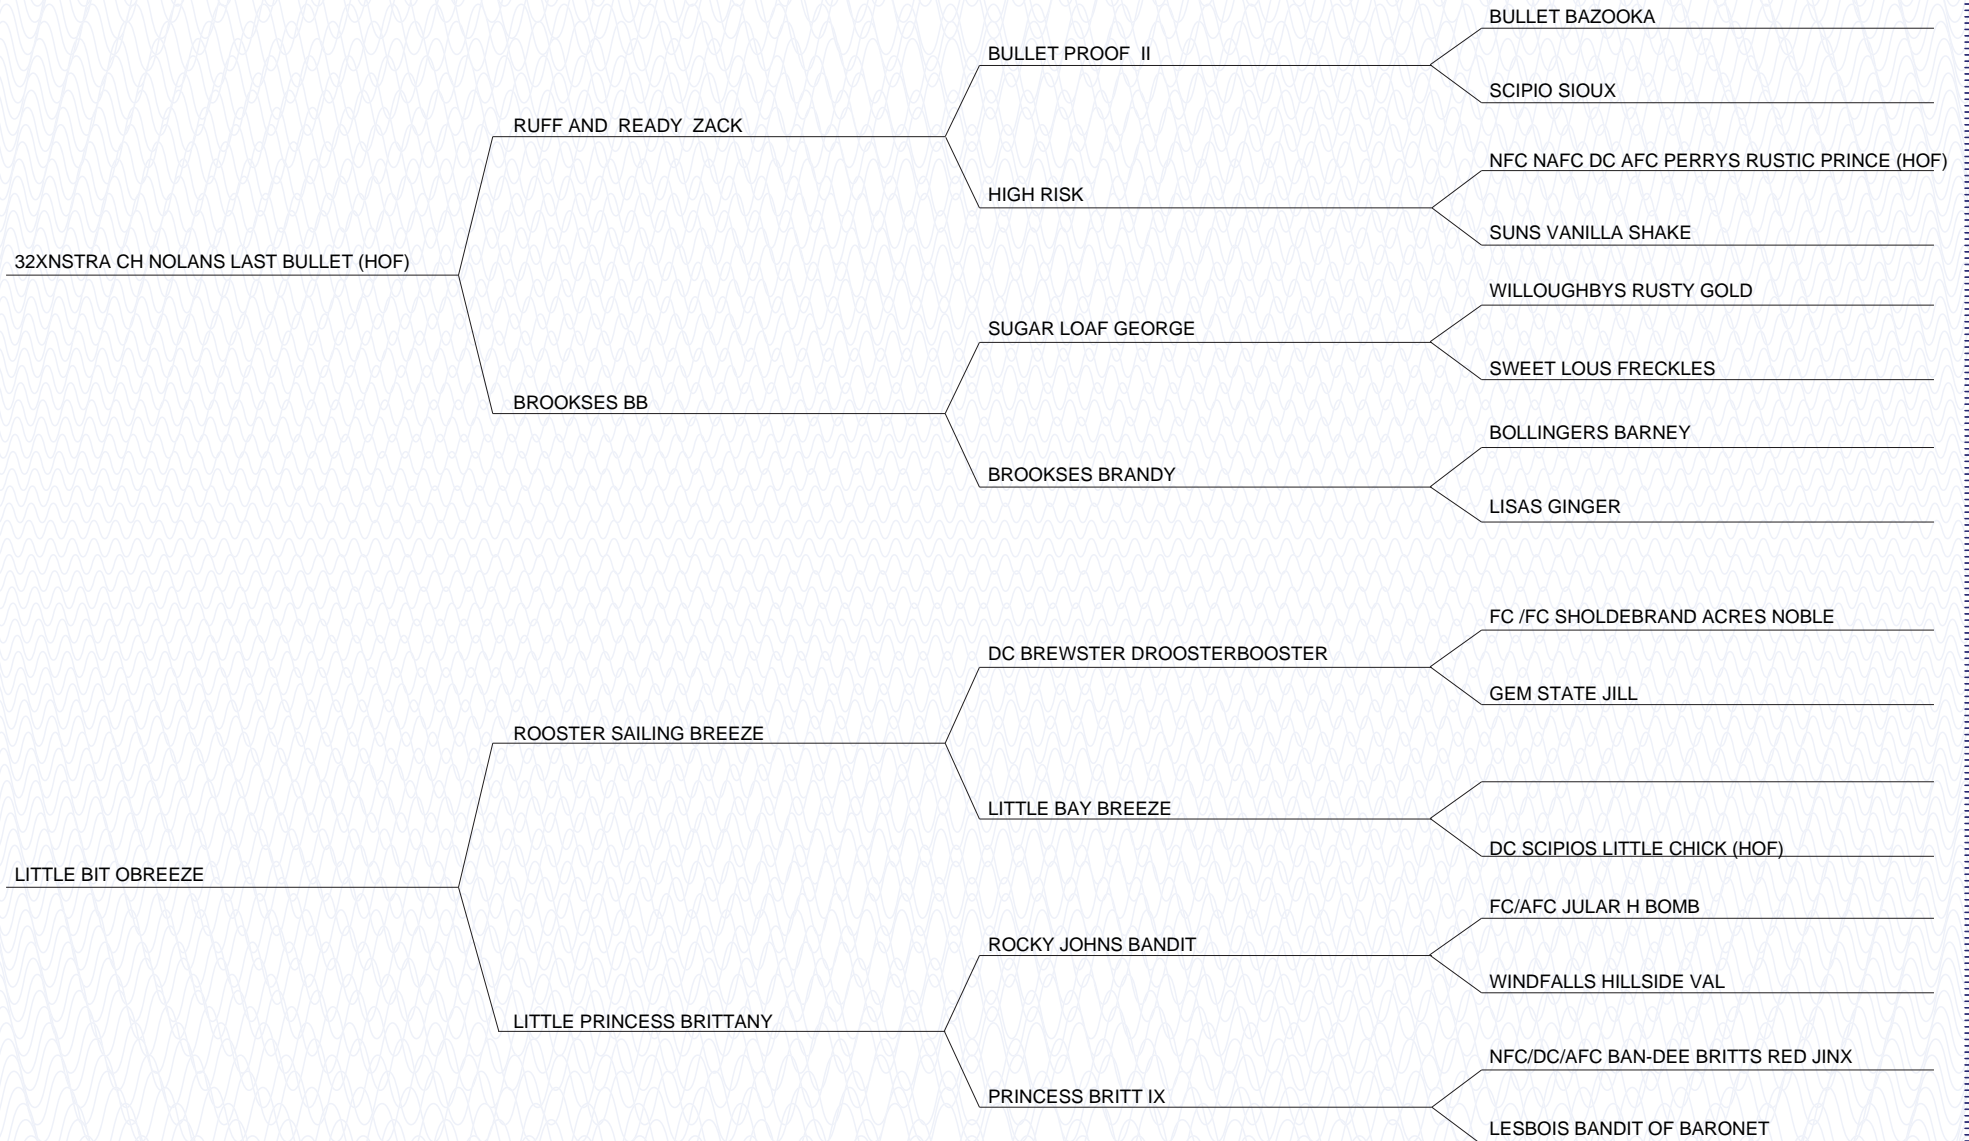 BULLET BAZOOKA
BULLET PROOF  II
SCIPIO SIOUX
RUFF AND  READY  ZACK
NFC NAFC DC AFC PERRYS RUSTIC PRINCE (HOF)
HIGH RISK
SUNS VANILLA SHAKE
32XNSTRA CH NOLANS LAST BULLET (HOF)
WILLOUGHBYS RUSTY GOLD
SUGAR LOAF GEORGE
SWEET LOUS FRECKLES
BROOKSES BB
BOLLINGERS BARNEY
BROOKSES BRANDY
LISAS GINGER
FC /FC SHOLDEBRAND ACRES NOBLE
DC BREWSTER DROOSTERBOOSTER
GEM STATE JILL
ROOSTER SAILING BREEZE
LITTLE BAY BREEZE
DC SCIPIOS LITTLE CHICK (HOF)
LITTLE BIT OBREEZE
FC/AFC JULAR H BOMB
ROCKY JOHNS BANDIT
WINDFALLS HILLSIDE VAL
LITTLE PRINCESS BRITTANY
NFC/DC/AFC BAN-DEE BRITTS RED JINX
PRINCESS BRITT IX
LESBOIS BANDIT OF BARONET